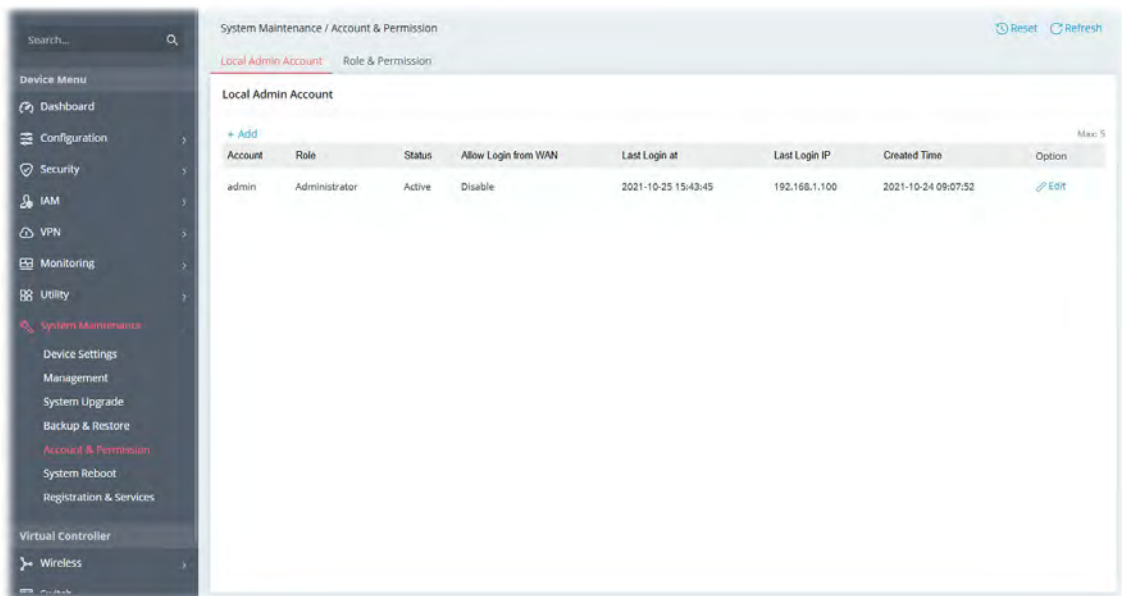 Search...
Device Menu
Dashboard
Configuration
Security
IAM
VPN
Monitoring
Utility
System Maintenance
Device Settings
Management
System Upgrade
Backup & Restore
Account & Permission
System Reboot
Registration & Services
Virtual Controller
Wireless
Switch
System Maintenance / Account & Permission
Reset Refresh
Local Admin Account Role & Permission
Local Admin Account
+ Add Max: 5
Account Role Status Allow Login from WAN Last Login at Last Login IP Created Time Option
admin Administrator Active Disable 2021-10-25 15:43:45 192.168.1.100 2021-10-24 09:07:52 Edit